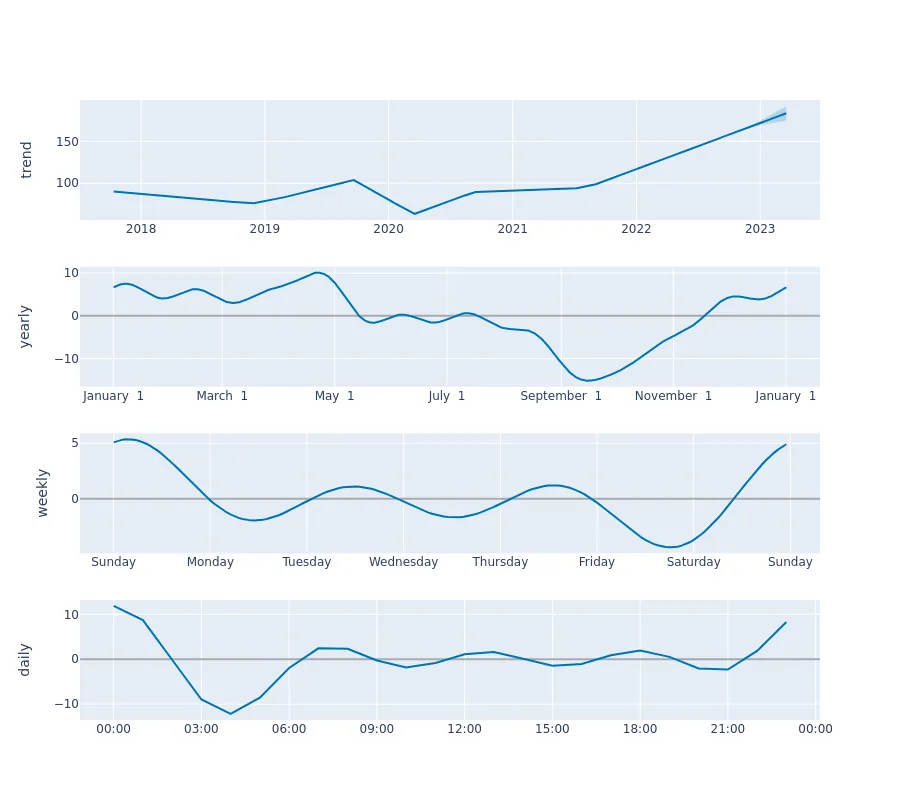 trend
150
100
2018 2019 2020 2021 2022 2023
yearly
10
0
−10
January 1 March 1 May 1 July 1 September 1 November 1 January 1
weekly
5
0
Sunday Monday Tuesday Wednesday Thursday Friday Saturday Sunday
daily
10
0
−10
00:00 03:00 06:00 09:00 12:00 15:00 18:00 21:00 00:00